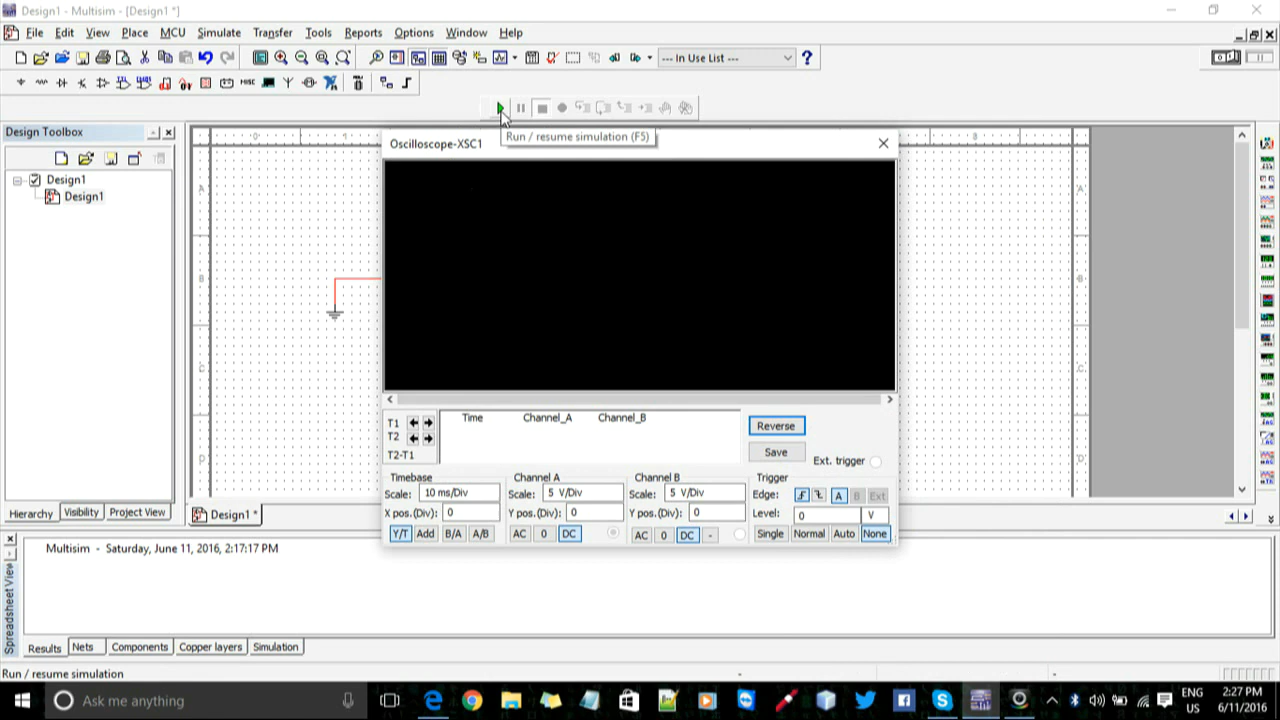 Design1 - Multisim - [Design1 *]
File Edit View Place MCU Simulate Transfer Tools Reports Options Window Help
--- In Use List ---
Run / resume simulation (F5)
Design Toolbox
Oscilloscope-XSC1
Design1
Design1
A
A
B
B
C
C
D
D
Time Channel_A Channel_B
T1
T2
T2-T1
Reverse
Save
Ext. trigger
Timebase
Scale: 10 ms/Div
X pos.(Div): 0
Y/T Add B/A A/B
Channel A
Scale: 5 V/Div
Y pos.(Div): 0
AC 0 DC
Channel B
Scale: 5 V/Div
Y pos.(Div): 0
AC 0 DC -
Trigger
Edge: A B Ext
Level: 0 V
Single Normal Auto None
Hierarchy Visibility Project View
Design1 *
Multisim - Saturday, June 11, 2016, 2:17:17 PM
Spreadsheet View
Results Nets Components Copper layers Simulation
Run / resume simulation
Ask me anything
ENG
US
2:27 PM
6/11/2016